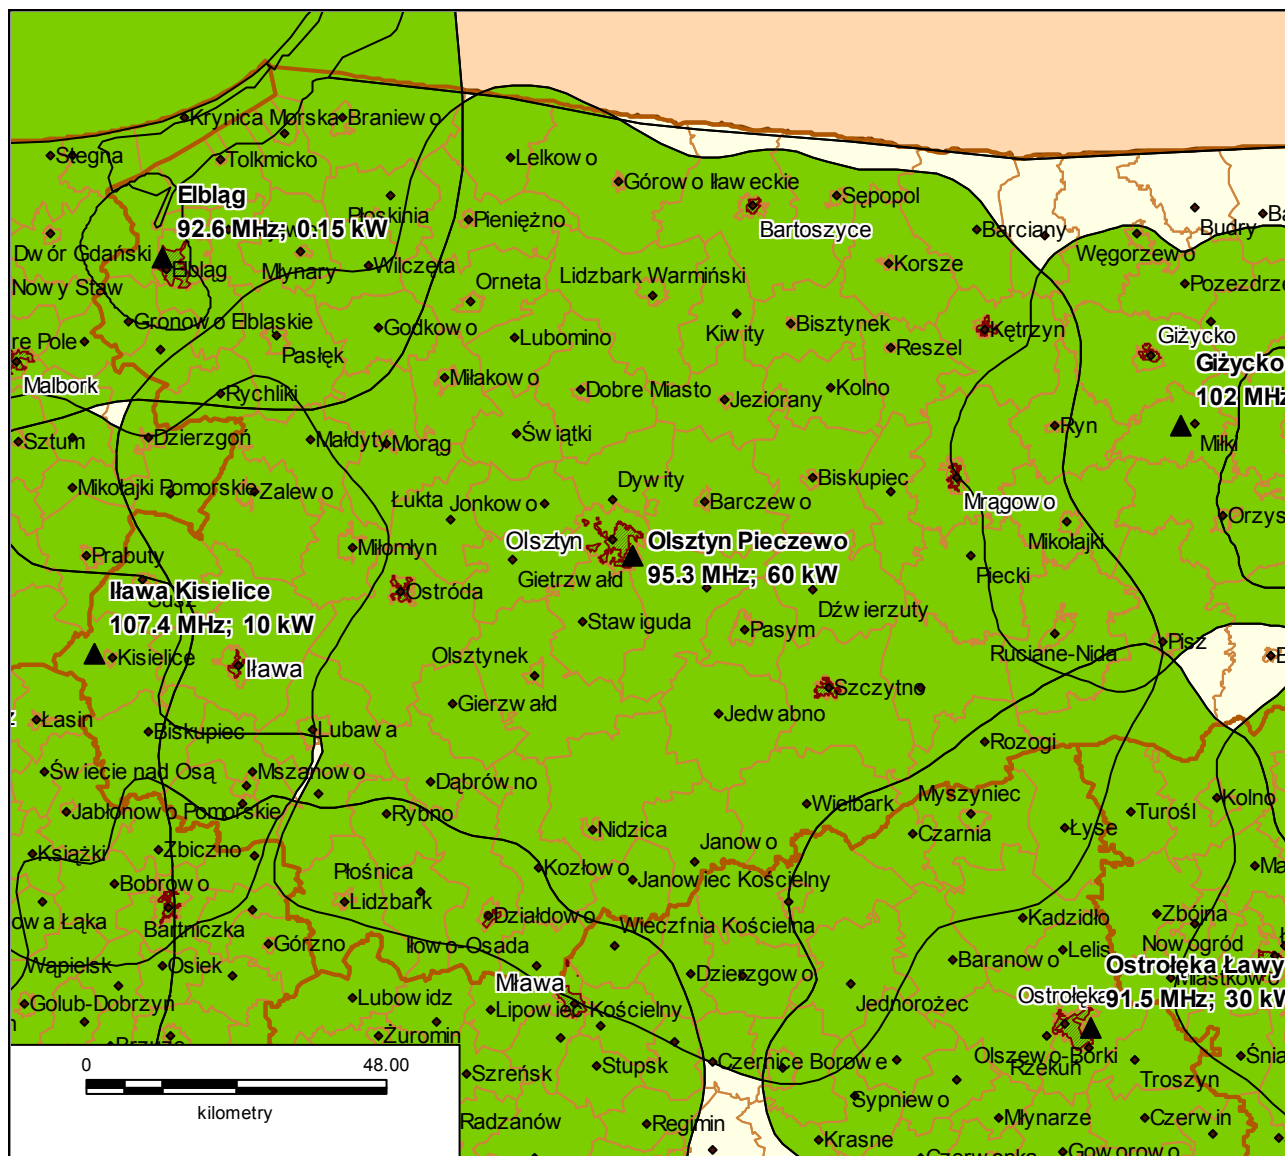 Krynica Morska
Braniewo
Stegna
Tolkmicko
Lelkowo
Górowo Iławeckie
Sępopol
Elbląg
92.6 MHz; 0.15 kW
Płoskinia
Pieniężno
Bartoszyce
Barciany
Budry
Dwór Gdański
Elbląg
Młynary
Wilczęta
Lidzbark Warmiński
Korsze
Węgorzewo
Nowy Staw
Orneta
Pozezdrze
Gronowo Elbląskie
Godkowo
Lubomino
Kiwity
Bisztynek
Kętrzyn
Giżycko
re Pole
Pasłęk
Reszel
Giżycko
102 MHz
Malbork
Rychliki
Miłakowo
Dobre Miasto
Jeziorany
Kolno
Sztum
Dzierzgoń
Małdyty
Morąg
Świątki
Ryn
Miłki
Mikołajki Pomorskie
Zalewo
Łukta
Jonkowo
Dywity
Barczewo
Biskupiec
Mrągowo
Orzysz
Prabuty
Miłomłyn
Olsztyn
Olsztyn Pieczewo
95.3 MHz; 60 kW
Mikołajki
Iława Kisielice
107.4 MHz; 10 kW
Susz
Ostróda
Gietrzwałd
Piecki
Dźwierzuty
Stawiguda
Pasym
Kisielice
Iława
Olsztynek
Ruciane-Nida
Pisz
Szczytno
Łasin
Biskupiec
Lubawa
Gierzwałd
Jedwabno
Rozogi
Świecie nad Osą
Mszanowo
Dąbrówno
Jabłonowo Pomorskie
Rybno
Wielbark
Myszyniec
Turośl
Kolno
Nidzica
Czarnia
Łyse
Książki
Zbiczno
Janowo
Bobrowo
Płośnica
Kozłowo
Janowiec Kościelny
Lidzbark
owa Łąka
Bartniczka
Działdowo
Wieczfnia Kościelna
Kadzidło
Zbójna
Górzno
Iłowo-Osada
Lelis
Nowogród
Wąpielsk
Osiek
Dzierzgowo
Baranowo
Ostrołęka Ławy
91.5 MHz; 30 kW
Miastkowo
Mława
Golub-Dobrzyń
Lubowidz
Lipowiec Kościelny
Jednorożec
Ostrołęka
Żuromin
Olszewo-Borki
Rzekuń
Brzuze
Szreńsk
Stupsk
Czernice Borowe
Troszyn
Śnia
Sypniewo
Radzanów
Regimin
Młynarze
Czerwin
Krasne
Czerwonka
Goworowo
0
48.00
kilometry